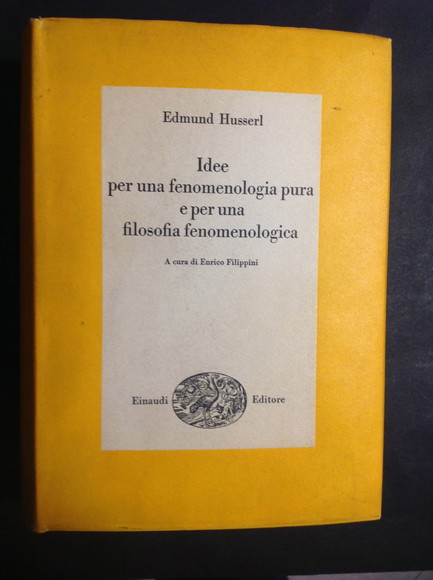 Edmund Husserl
Idee
per una fenomenologia pura
e per una
filosofia fenomenologica
A cura di Enrico Filippini
Einaudi Editore